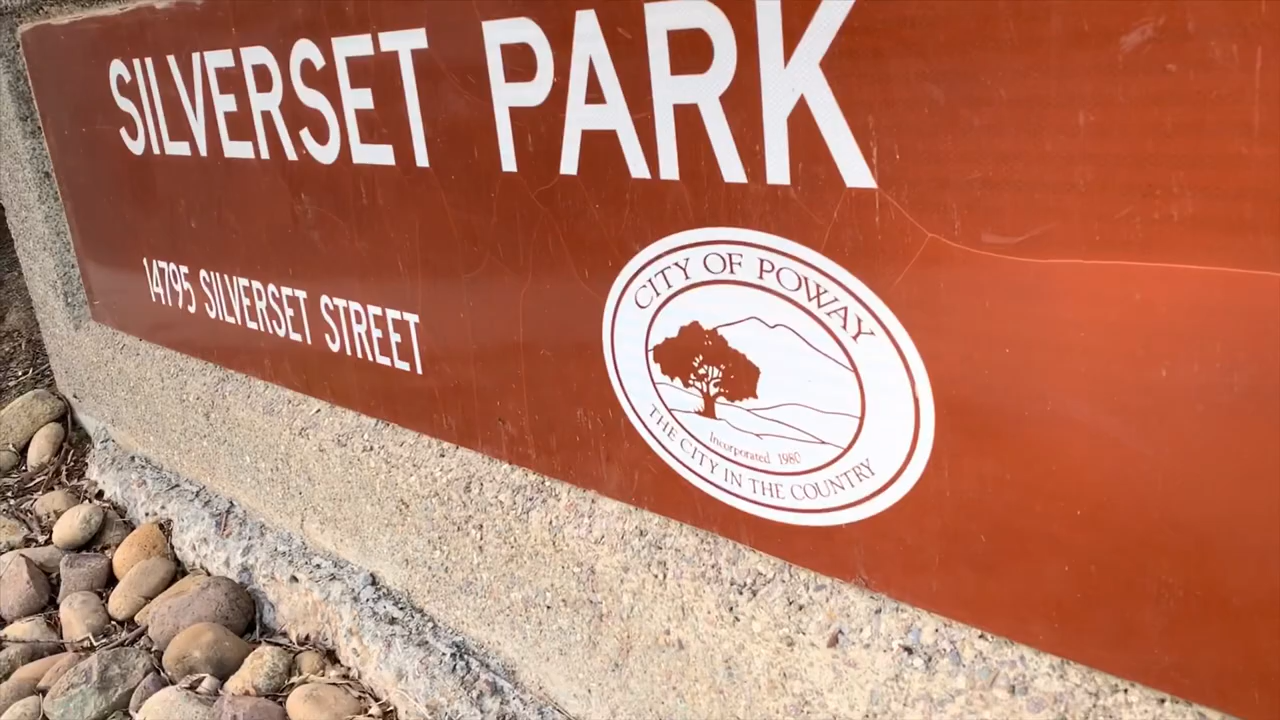 SILVERSET PARK
14795 SILVERSET STREET
CITY OF POWAY
Incorporated 1980
THE CITY IN THE COUNTRY